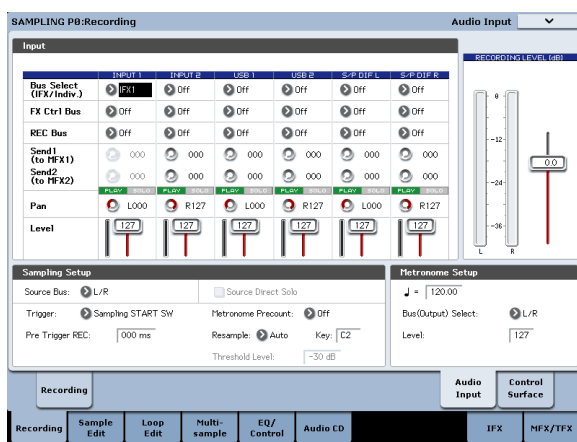 SAMPLING P0:Recording Audio Input
Input
RECORDING LEVEL (dB)
INPUT 1 INPUT 2 USB 1 USB 2 S/P DIF L S/P DIF R
Bus Select (IFX/Indiv.) IFX1 Off Off Off Off Off
FX Ctrl Bus Off Off Off Off Off Off
REC Bus Off Off Off Off Off Off
Send1 (to MFX1) 000 000 000 000 000 000
Send2 (to MFX2) 000 000 000 000 000 000
PLAY SOLO PLAY SOLO PLAY SOLO PLAY SOLO PLAY SOLO PLAY SOLO
Pan L000 R127 L000 R127 L000 R127
Level 127 127 127 127 127 127
0
-12
-24
-36
L R
0.0
Sampling Setup
Source Bus: L/R Source Direct Solo
Trigger: Sampling START SW Metronome Precount: Off
Pre Trigger REC: 000 ms Resample: Auto Key: C2
Threshold Level: -30 dB
Metronome Setup
♩ = 120.00
Bus(Output) Select: L/R
Level: 127
Recording Audio Input Control Surface
Recording Sample Edit Loop Edit Multi-sample EQ/Control Audio CD IFX MFX/TFX